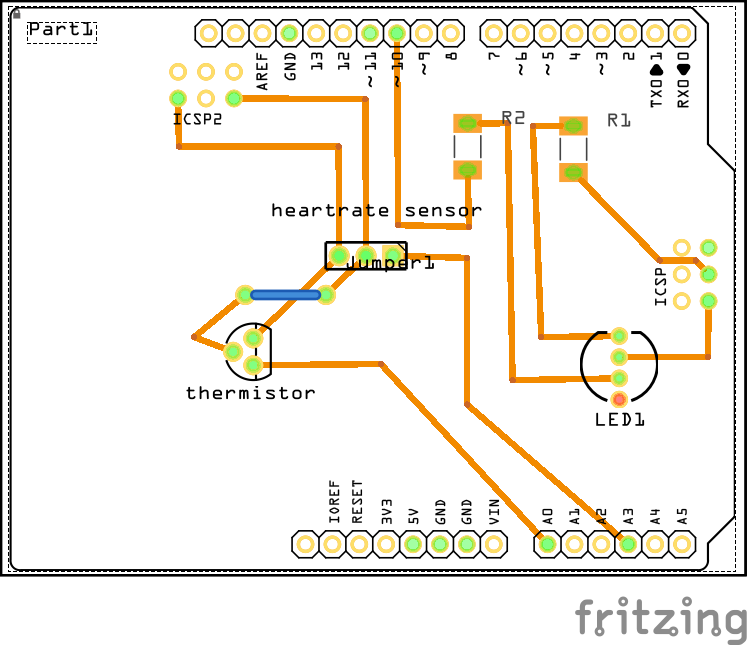 Part1
AREF
GND
13
12
~11
~10
~9
8
7
~6
~5
4
~3
2
TX0 1
RX0 0
ICSP2
R2
R1
heartrate sensor
Jumper1
ICSP
thermistor
LED1
IOREF
RESET
3V3
5V
GND
GND
VIN
A0
A1
A2
A3
A4
A5
fritzing